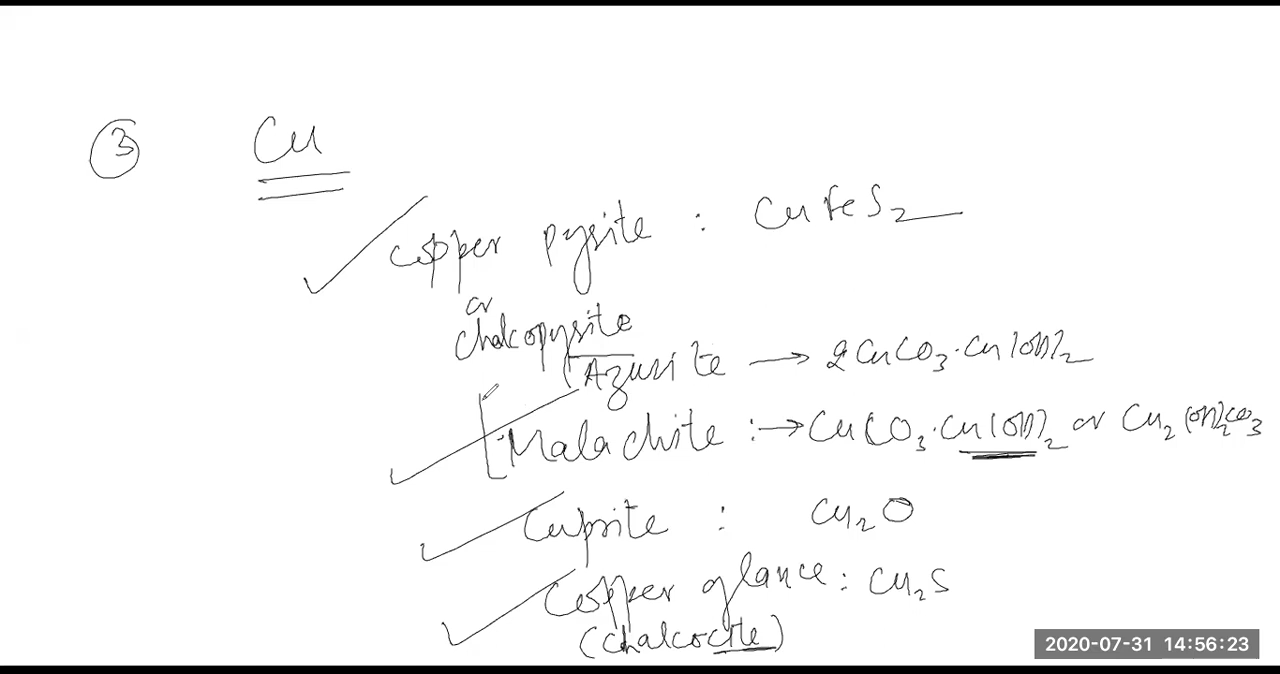 ③ Cu
Copper pyrite : CuFeS₂
or
chalcopyrite
Azurite → 2CuCO₃·Cu(OH)₂
Malachite :→ CuCO₃·Cu(OH)₂ or Cu₂(OH)₂CO₃
Cuprite : Cu₂O
Copper glance : Cu₂S
(chalcocite)
2020-07-31 14:56:23